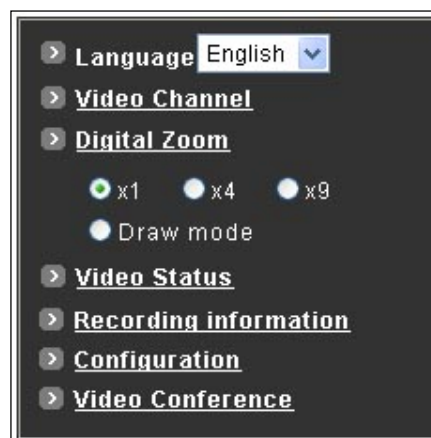 Language English
Video Channel
Digital Zoom
x1 x4 x9
Draw mode
Video Status
Recording information
Configuration
Video Conference